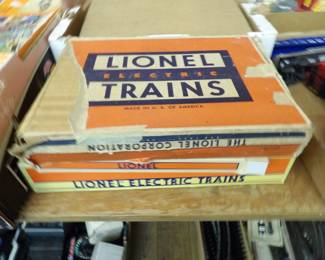 LIONEL
ELECTRIC
TRAINS
MADE IN U. S. OF AMERICA
THE LIONEL CORPORATION
LIONEL
LIONEL ELECTRIC TRAINS